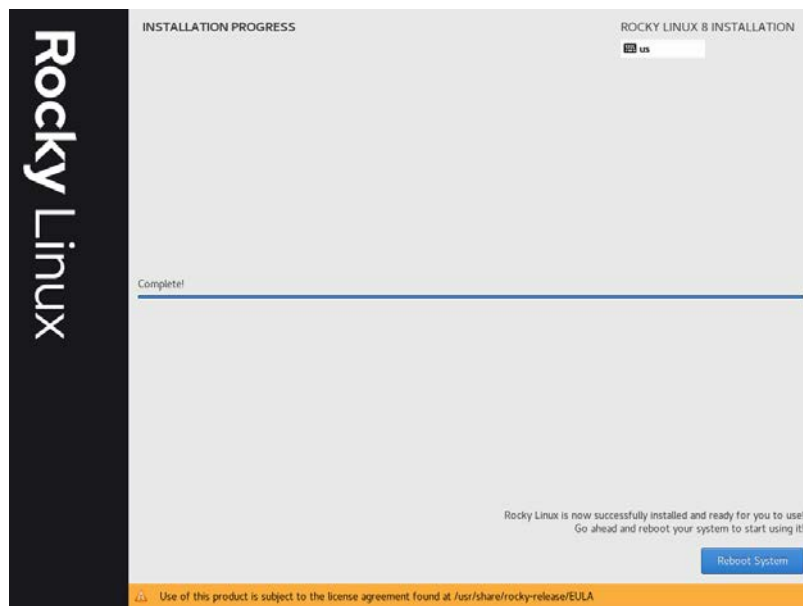 Rocky Linux
INSTALLATION PROGRESS
ROCKY LINUX 8 INSTALLATION
us
Complete!
Rocky Linux is now successfully installed and ready for you to use!
Go ahead and reboot your system to start using it!
Reboot System
Use of this product is subject to the license agreement found at /usr/share/rocky-release/EULA